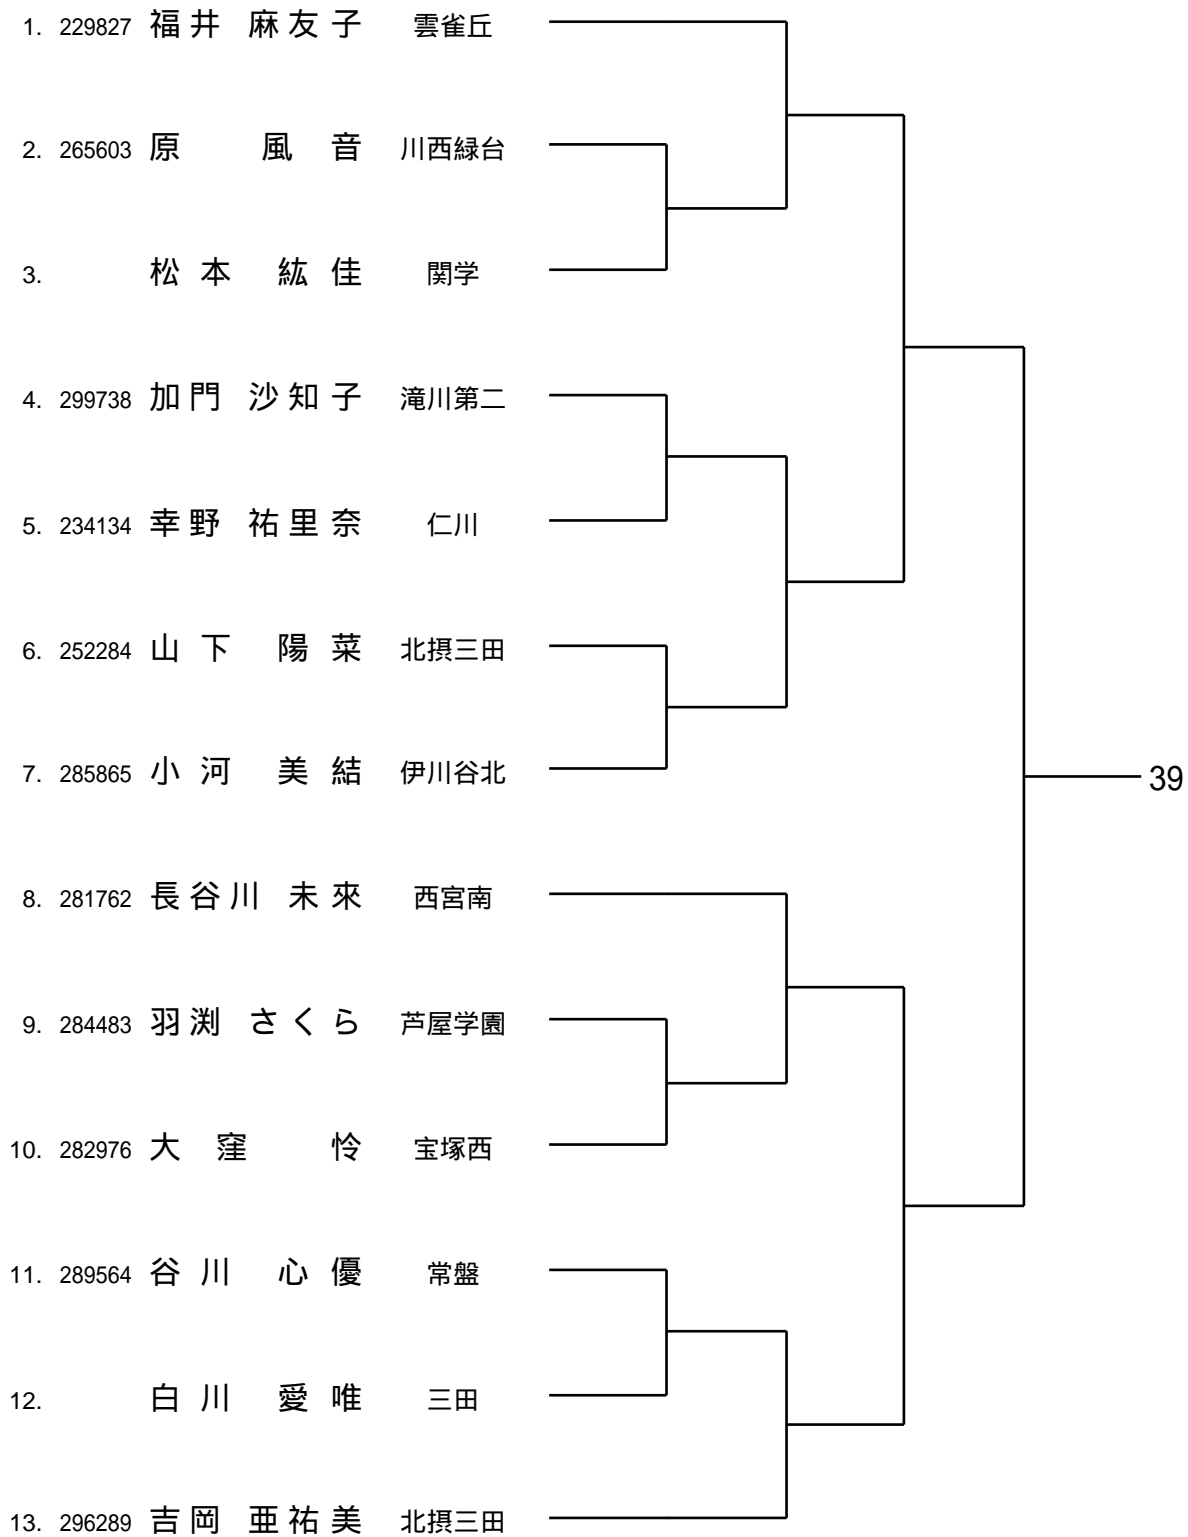 1. 229827 福井 麻友子 雲雀丘
2. 265603 原 風音 川西緑台
3. 松本 紘佳 関学
4. 299738 加門 沙知子 滝川第二
5. 234134 幸野 祐里奈 仁川
6. 252284 山下 陽菜 北摂三田
7. 285865 小河 美結 伊川谷北
39
8. 281762 長谷川 未來 西宮南
9. 284483 羽渕 さくら 芦屋学園
10. 282976 大窪 怜 宝塚西
11. 289564 谷川 心優 常盤
12. 白川 愛唯 三田
13. 296289 吉岡 亜祐美 北摂三田